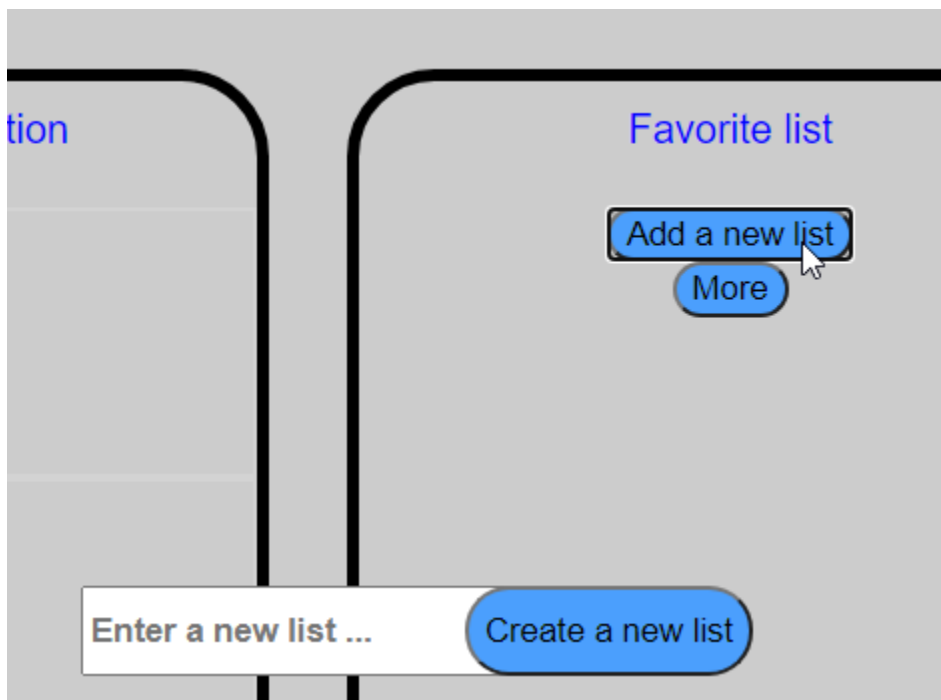 tion
Favorite list
Add a new list
More
Enter a new list ...
Create a new list